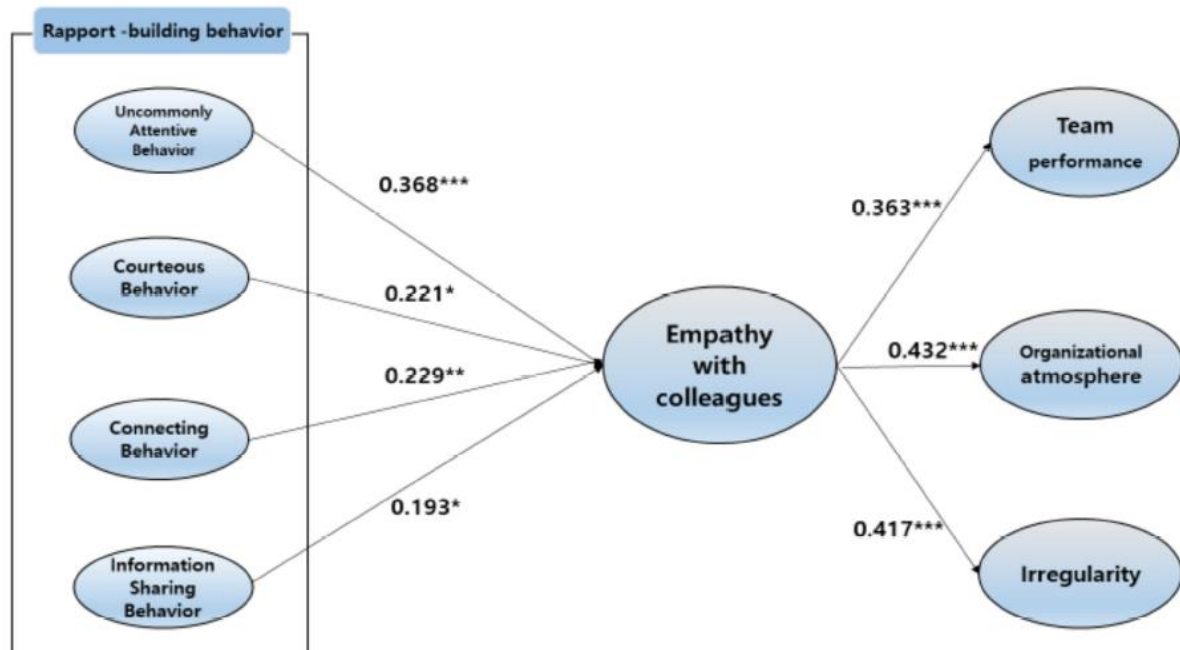 Rapport -building behavior
Uncommonly
Attentive
Behavior
0.368***
Courteous
Behavior
0.221*
Connecting
Behavior
0.229**
Information
Sharing
Behavior
0.193*
Empathy
with
colleagues
0.363***
Team
performance
0.432***
Organizational
atmosphere
0.417***
Irregularity